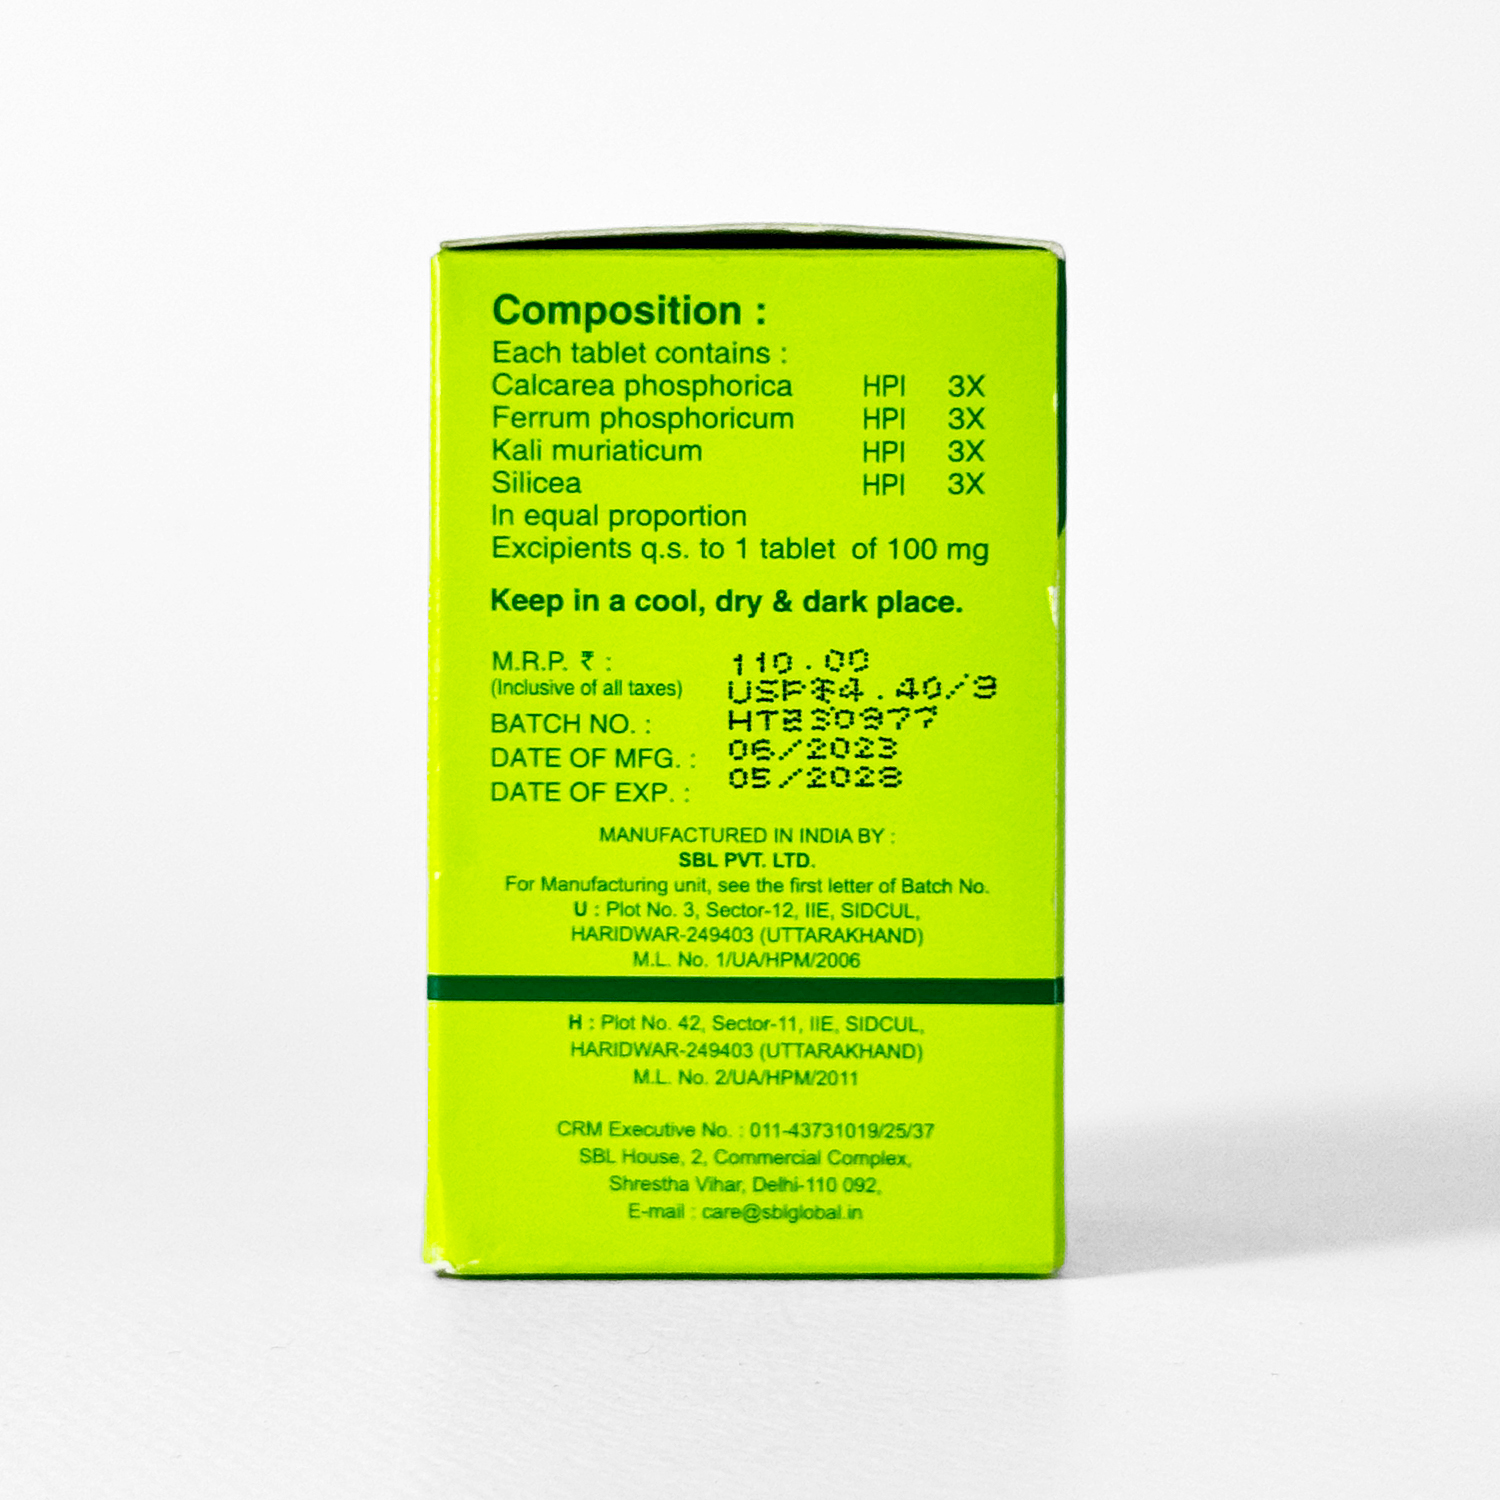 Composition :
Each tablet contains :
Calcarea phosphorica HPI 3X
Ferrum phosphoricum HPI 3X
Kali muriaticum HPI 3X
Silicea HPI 3X
In equal proportion
Excipients q.s. to 1 tablet of 100 mg
Keep in a cool, dry & dark place.
M.R.P. ₹ : 110.00
(Inclusive of all taxes) USP₹4.40/9
BATCH NO. :
DATE OF MFG. : 06/2023
DATE OF EXP. : 05/2028
MANUFACTURED IN INDIA BY :
SBL PVT. LTD.
For Manufacturing unit, see the first letter of Batch No.
U : Plot No. 3, Sector-12, IIE, SIDCUL,
HARIDWAR-249403 (UTTARAKHAND)
M.L. No. 1/UA/HPM/2006
H : Plot No. 42, Sector-11, IIE, SIDCUL,
HARIDWAR-249403 (UTTARAKHAND)
M.L. No. 2/UA/HPM/2011
CRM Executive No. : 011-43731019/25/37
SBL House, 2, Commercial Complex,
Shrestha Vihar, Delhi-110 092,
E-mail : care@sblglobal.in